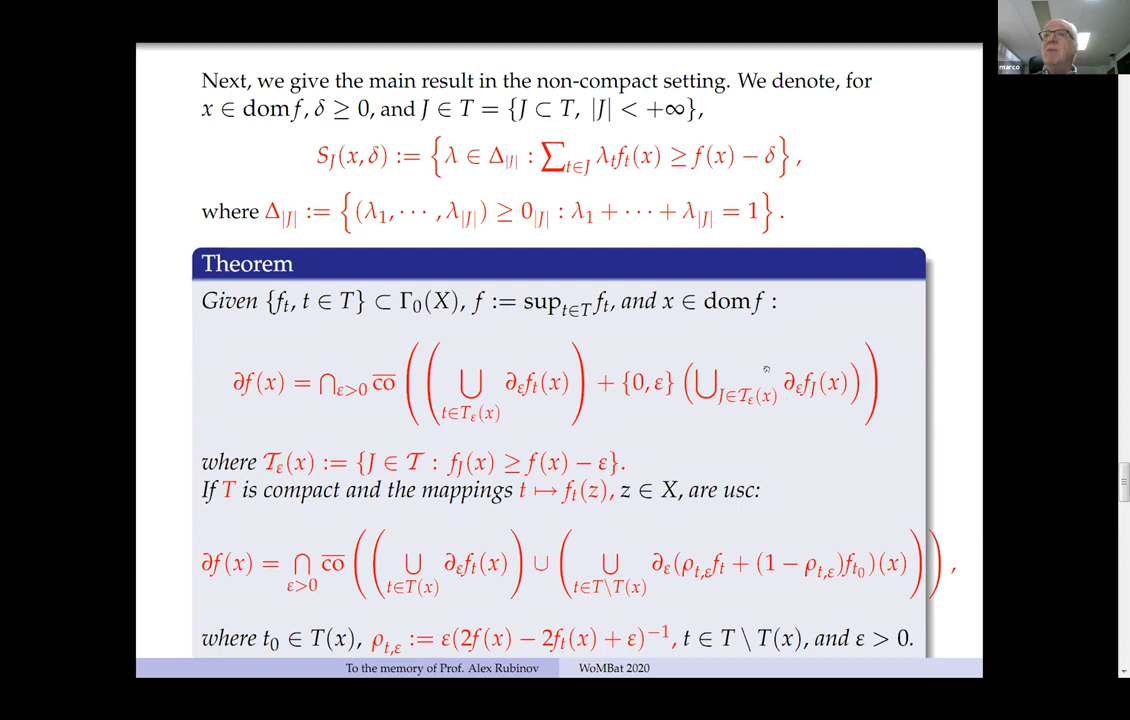 marco
Next, we give the main result in the non-compact setting. We denote, for
x ∈ dom f, δ ≥ 0, and J ∈ T = {J ⊂ T, |J| < +∞},
S_J(x, δ) := {λ ∈ Δ_{|J|} : ∑_{t∈J} λ_t f_t(x) ≥ f(x) − δ},
where Δ_{|J|} := {(λ_1, ⋯ , λ_{|J|}) ≥ 0_{|J|} : λ_1 + ⋯ + λ_{|J|} = 1}.
Theorem
Given {f_t, t ∈ T} ⊂ Γ_0(X), f := sup_{t∈T} f_t, and x ∈ dom f :
∂f(x) = ⋂_{ε>0} c̅o̅ ((⋃_{t∈T_ε(x)} ∂_ε f_t(x)) + {0, ε} (⋃_{J∈𝒯_ε(x)} ∂_ε f_J(x)))
where 𝒯_ε(x) := {J ∈ 𝒯 : f_J(x) ≥ f(x) − ε}.
If T is compact and the mappings t ↦ f_t(z), z ∈ X, are usc:
∂f(x) = ⋂_{ε>0} c̅o̅ ((⋃_{t∈T(x)} ∂_ε f_t(x)) ∪ (⋃_{t∈T\T(x)} ∂_ε(ρ_{t,ε} f_t + (1 − ρ_{t,ε}) f_{t_0})(x))),
where t_0 ∈ T(x), ρ_{t,ε} := ε(2f(x) − 2f_t(x) + ε)^{−1}, t ∈ T \ T(x), and ε > 0.
To the memory of Prof. Alex Rubinov WoMBat 2020